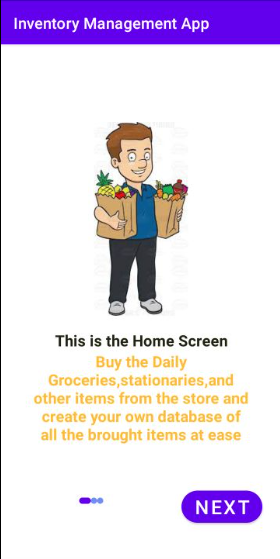 Inventory Management App
This is the Home Screen
Buy the Daily
Groceries,stationaries,and
other items from the store and
create your own database of
all the brought items at ease
NEXT